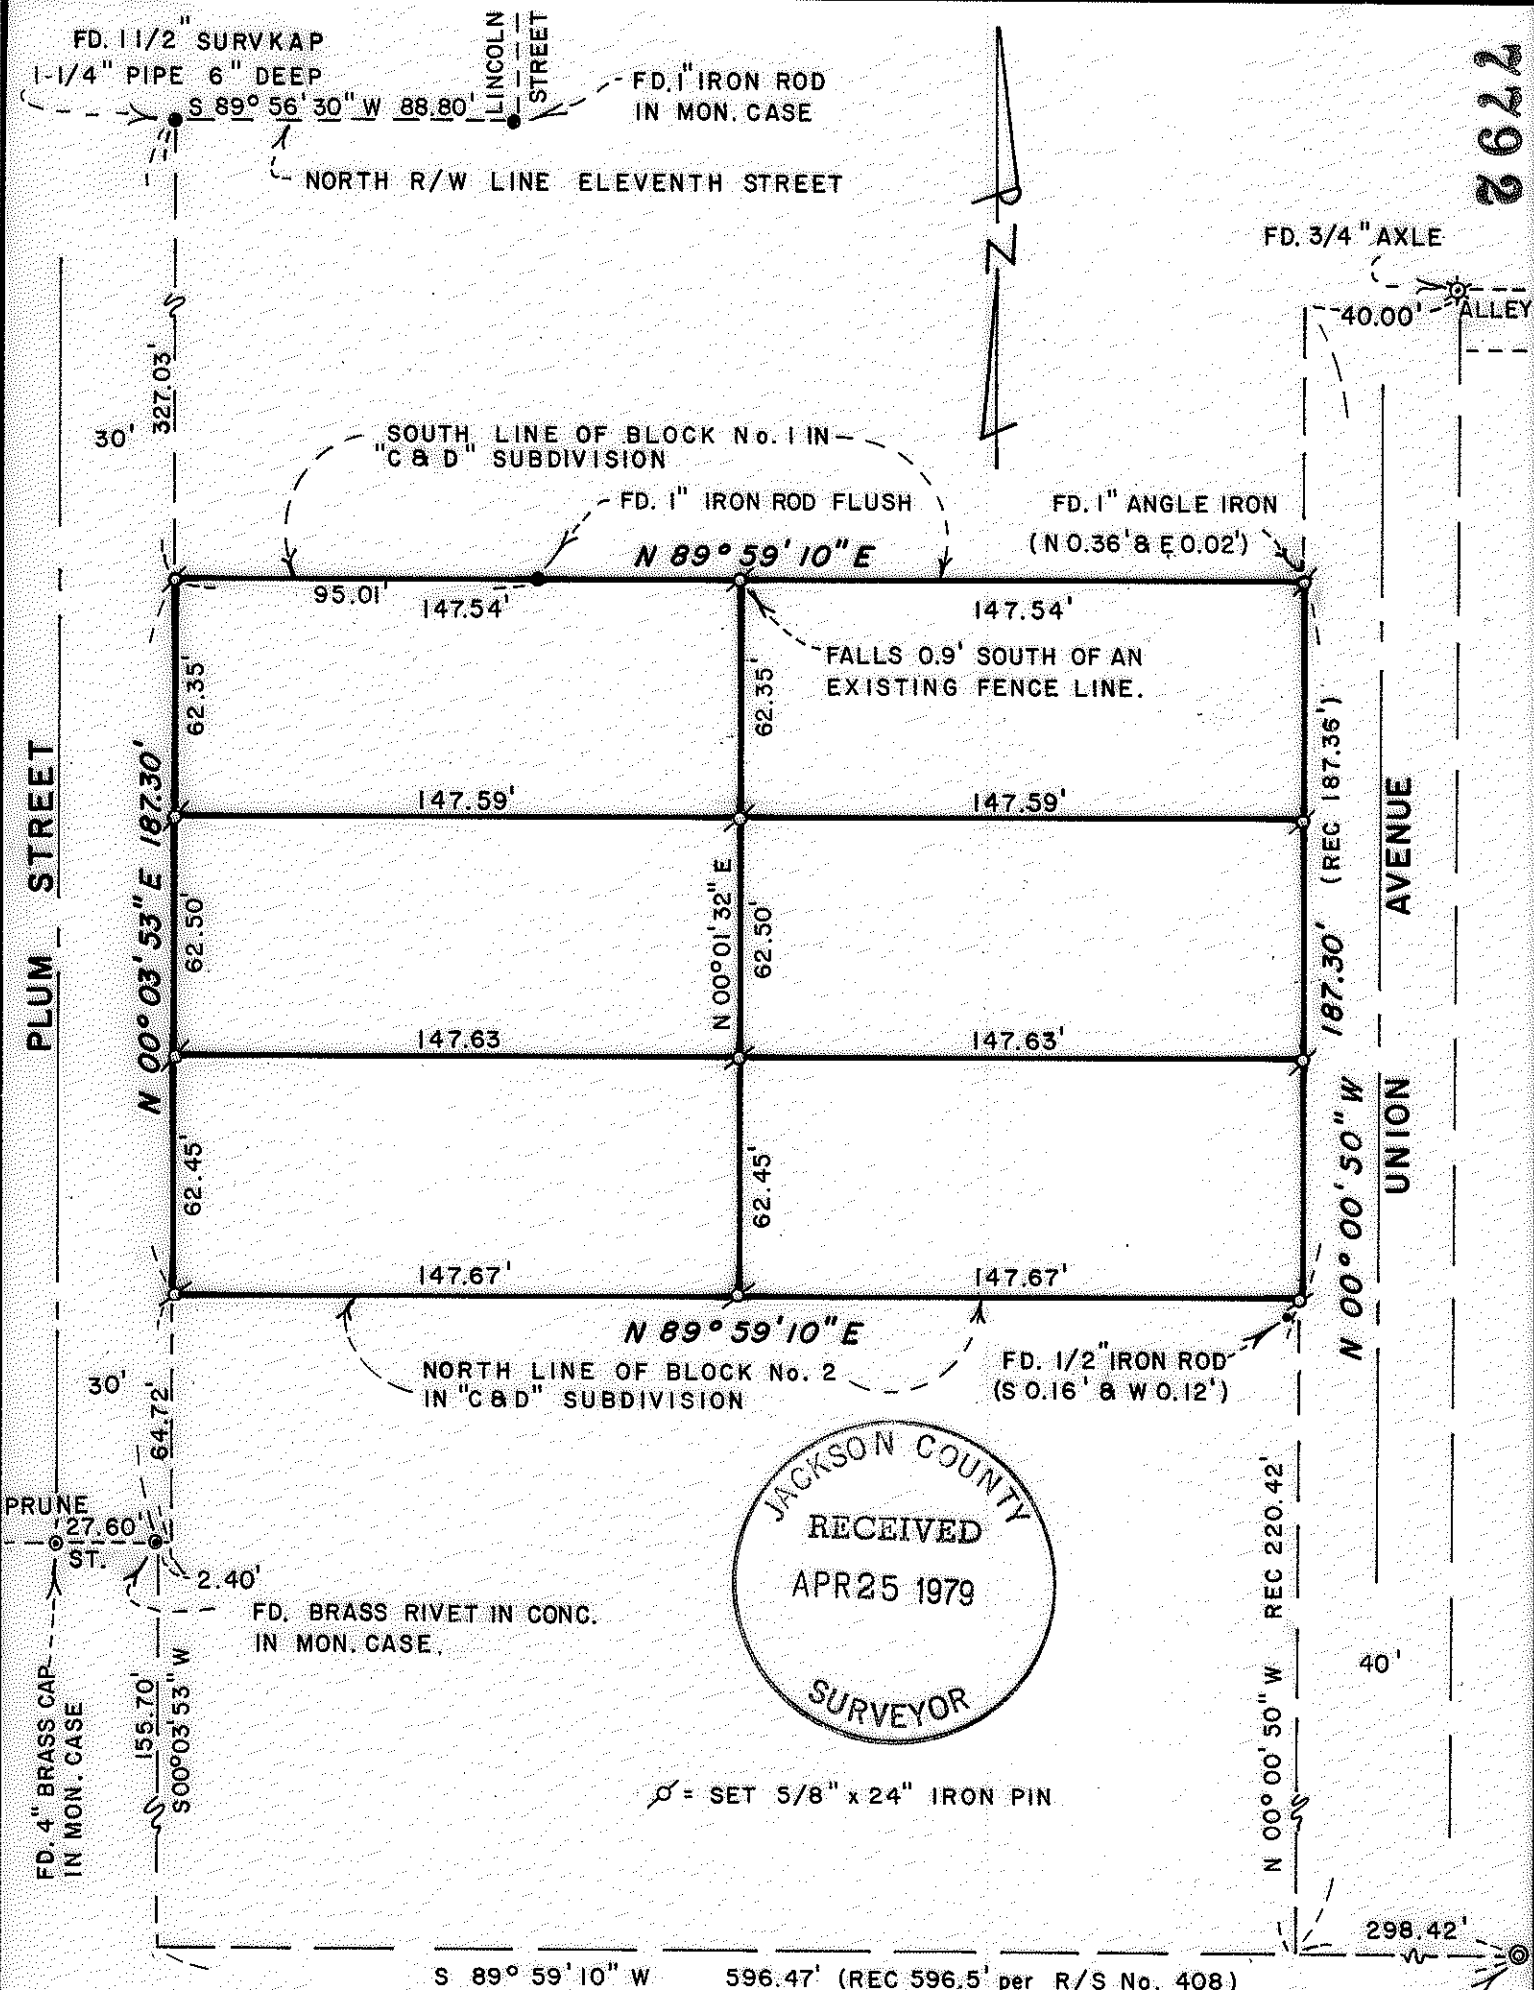 FD. 1 1/2" SURVKAP
1-1/4" PIPE 6" DEEP
S 89° 56' 30" W 88.80'
LINCOLN
STREET
FD. 1" IRON ROD
IN MON. CASE
7792
NORTH R/W LINE ELEVENTH STREET
N
FD. 3/4" AXLE
40.00'
ALLEY
327.03'
30'
SOUTH LINE OF BLOCK No. 1 IN
"C & D" SUBDIVISION
FD. 1" IRON ROD FLUSH
FD. 1" ANGLE IRON
(N 0.36' & E 0.02')
N 89° 59' 10" E
95.01'
147.54'
147.54'
FALLS 0.9' SOUTH OF AN
EXISTING FENCE LINE.
62.35'
62.35'
(REC 187.36')
PLUM STREET
N 00° 03' 53" E 187.30'
147.59'
147.59'
UNION AVENUE
N 00° 01' 32" E
62.50'
62.50'
187.30'
147.63
147.63'
N 00° 00' 50" W
62.45'
62.45'
147.67'
147.67'
N 89° 59' 10" E
NORTH LINE OF BLOCK No. 2
IN "C & D" SUBDIVISION
FD. 1/2" IRON ROD
(S 0.16' & W 0.12')
30'
64.72'
JACKSON COUNTY
RECEIVED
APR 25 1979
SURVEYOR
PRUNE
27.60'
ST.
2.40'
FD. BRASS RIVET IN CONC.
IN MON. CASE.
FD. 4" BRASS CAP
IN MON. CASE
155.70'
S 00° 03' 53" W
N 00° 00' 50" W REC 220.42'
40'
Ø = SET 5/8" x 24" IRON PIN
298.42'
S 89° 59' 10" W 596.47' (REC 596.5' per R/S No. 408)